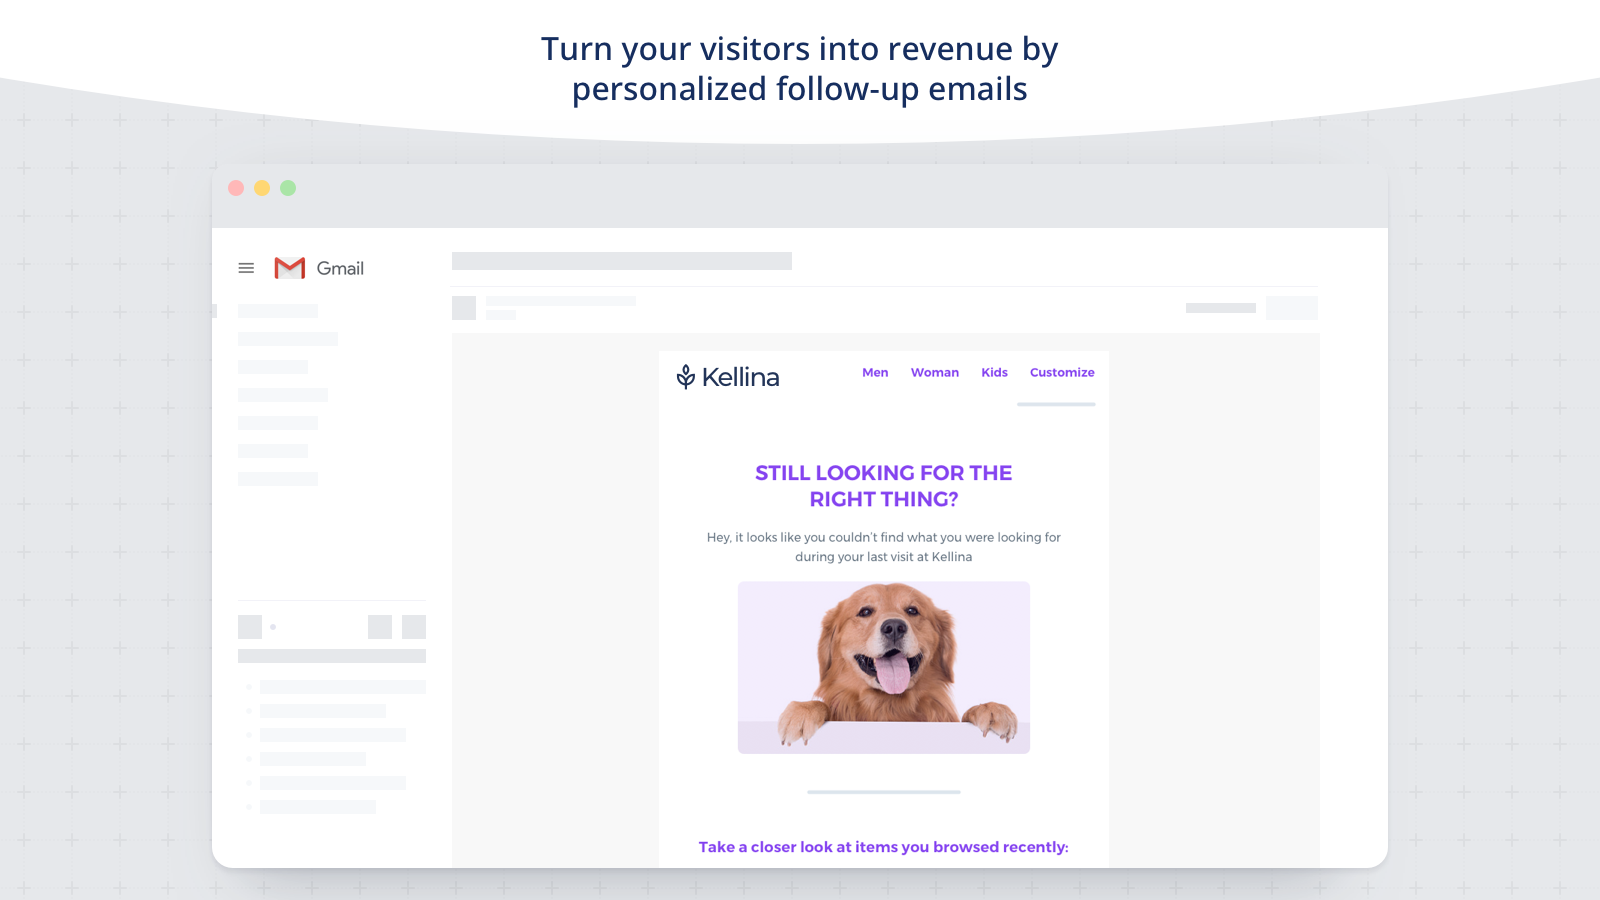 Turn your visitors into revenue by
personalized follow-up emails
Gmail
Kellina
Men Woman Kids Customize
STILL LOOKING FOR THE
RIGHT THING?
Hey, it looks like you couldn't find what you were looking for
during your last visit at Kellina
Take a closer look at items you browsed recently: